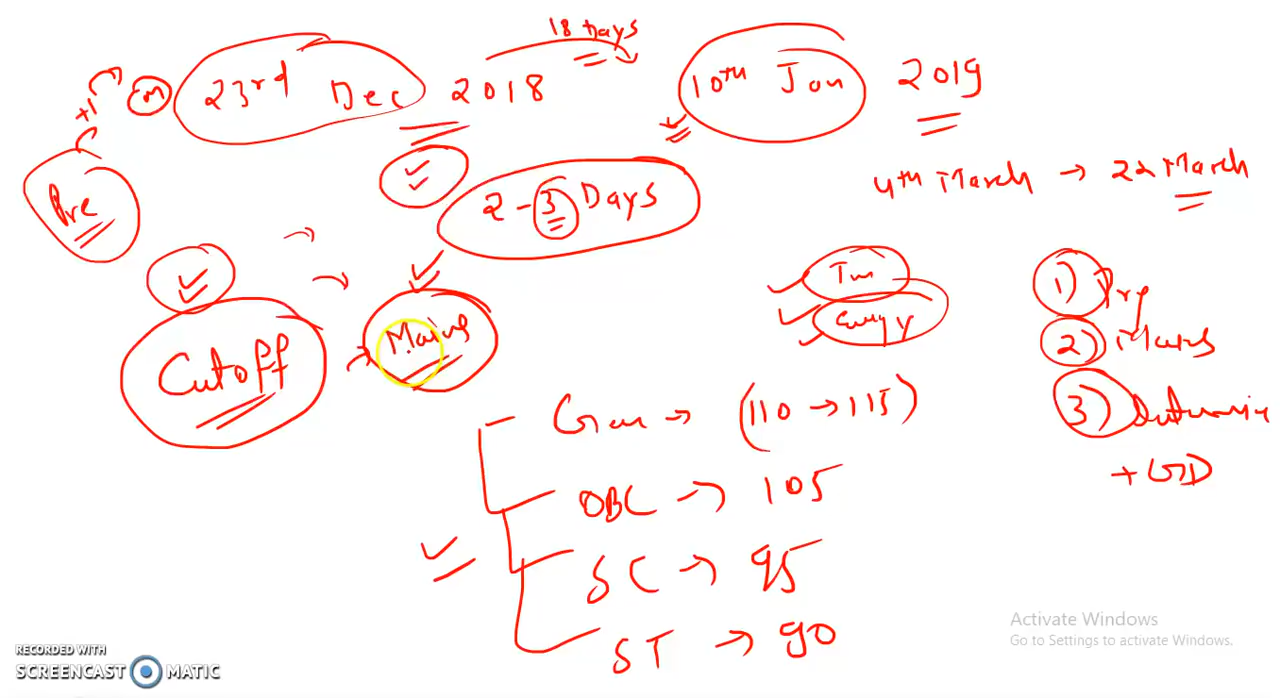 18 Days
+1 m 23rd Dec 2018 10th Jan 2019
Pre
2-3 Days
4th March → 22 March
Cutoff → Mains
1) Pre
2) Mains
3) Interview
+ GD
Gen → (110 → 115)
OBC → 105
SC → 95
ST → 90
Activate Windows
Go to Settings to activate Windows.
RECORDED WITH
SCREENCAST MATIC